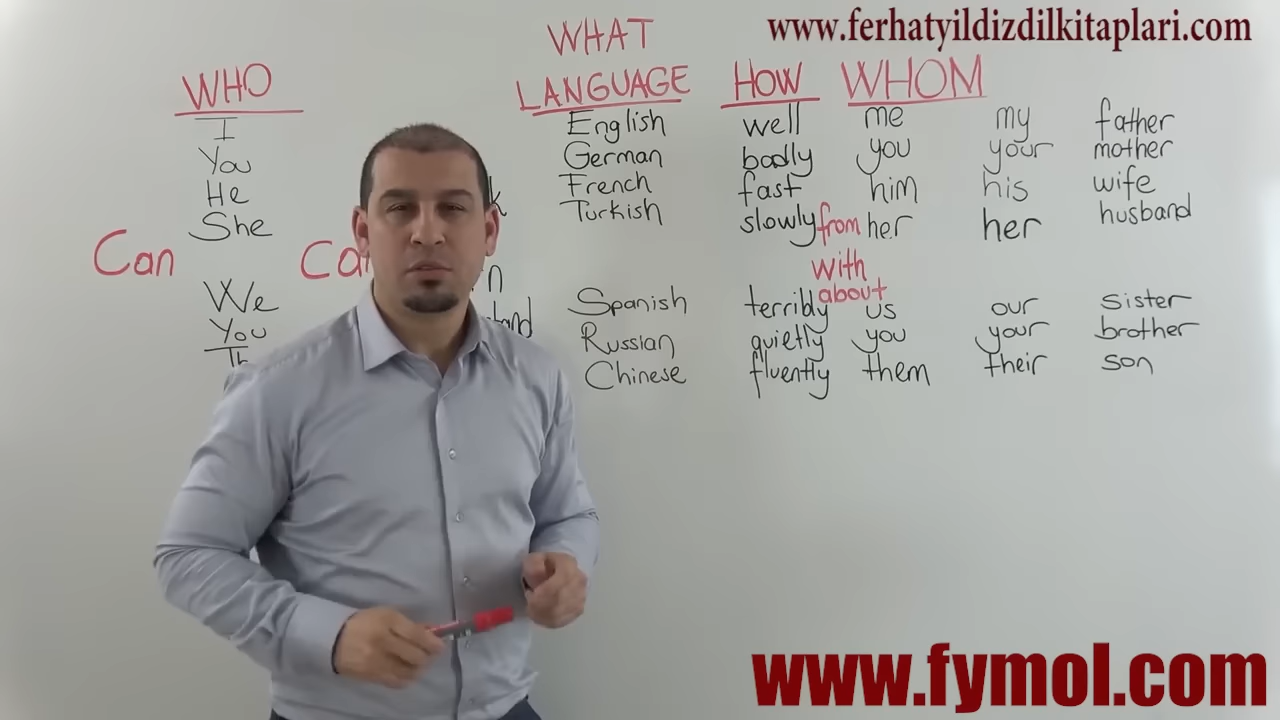 www.ferhatyildizdilkitaplari.com
WHO
I
You
He
She
Can
We
You
Can
WHAT
LANGUAGE
English
German
French
Turkish
Spanish
Russian
Chinese
HOW
well
badly
fast
slowly
terribly
quietly
fluently
from
with
about
WHOM
me
you
him
her
us
you
them
my
your
his
her
our
your
their
father
mother
wife
husband
sister
brother
son
www.fymol.com